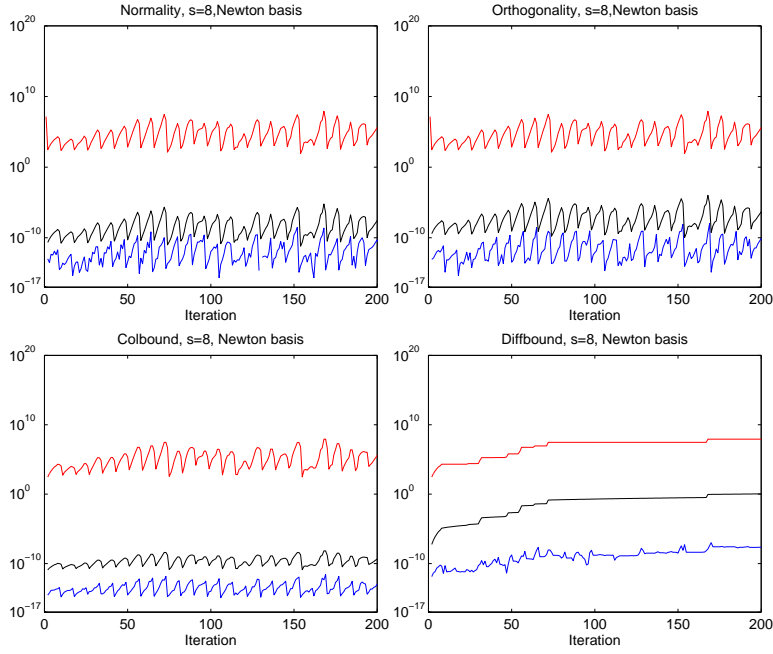 Normality, s=8,Newton basis
10^20
10^10
10^0
10^-10
10^-17
0 50 100 150 200
Iteration
Orthogonality, s=8,Newton basis
10^20
10^10
10^0
10^-10
10^-17
0 50 100 150 200
Iteration
Colbound, s=8, Newton basis
10^20
10^10
10^0
10^-10
10^-17
0 50 100 150 200
Iteration
Diffbound, s=8, Newton basis
10^20
10^10
10^0
10^-10
10^-17
0 50 100 150 200
Iteration